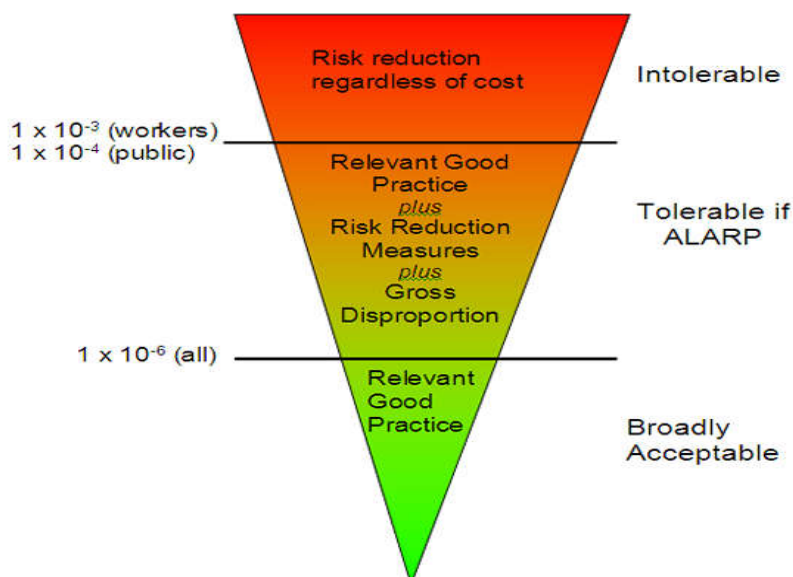 Risk reduction
regardless of cost
Intolerable
1 x 10⁻³ (workers)
1 x 10⁻⁴ (public)
Relevant Good
Practice
plus
Risk Reduction
Measures
plus
Gross
Disproportion
Tolerable if
ALARP
1 x 10⁻⁶ (all)
Relevant
Good
Practice
Broadly
Acceptable